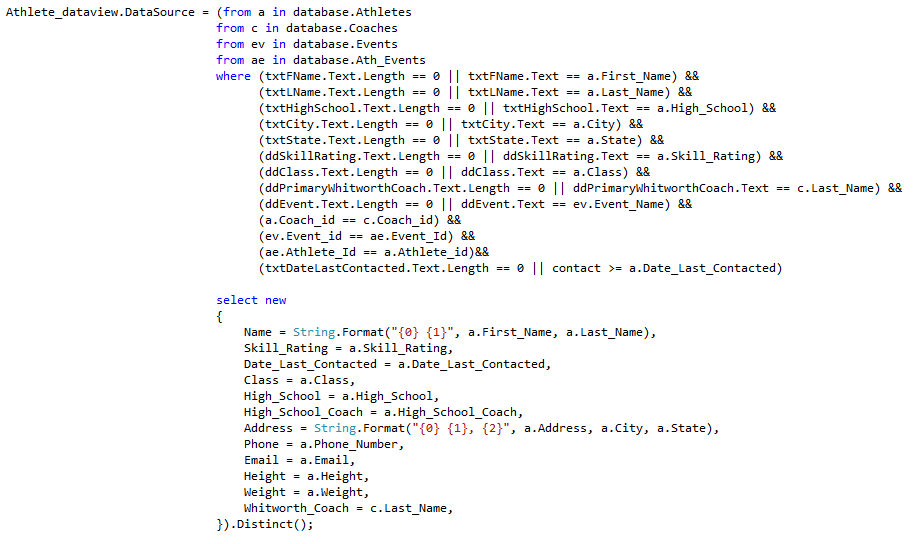 Athlete_dataview.DataSource = (from a in database.Athletes
from c in database.Coaches
from ev in database.Events
from ae in database.Ath_Events
where (txtFName.Text.Length == 0 || txtFName.Text == a.First_Name) &&
(txtLName.Text.Length == 0 || txtLName.Text == a.Last_Name) &&
(txtHighSchool.Text.Length == 0 || txtHighSchool.Text == a.High_School) &&
(txtCity.Text.Length == 0 || txtCity.Text == a.City) &&
(txtState.Text.Length == 0 || txtState.Text == a.State) &&
(ddSkillRating.Text.Length == 0 || ddSkillRating.Text == a.Skill_Rating) &&
(ddClass.Text.Length == 0 || ddClass.Text == a.Class) &&
(ddPrimaryWhitworthCoach.Text.Length == 0 || ddPrimaryWhitworthCoach.Text == c.Last_Name) &&
(ddEvent.Text.Length == 0 || ddEvent.Text == ev.Event_Name) &&
(a.Coach_id == c.Coach_id) &&
(ev.Event_id == ae.Event_Id) &&
(ae.Athlete_Id == a.Athlete_id)&&
(txtDateLastContacted.Text.Length == 0 || contact >= a.Date_Last_Contacted)
select new
{
Name = String.Format("{0} {1}", a.First_Name, a.Last_Name),
Skill_Rating = a.Skill_Rating,
Date_Last_Contacted = a.Date_Last_Contacted,
Class = a.Class,
High_School = a.High_School,
High_School_Coach = a.High_School_Coach,
Address = String.Format("{0} {1}, {2}", a.Address, a.City, a.State),
Phone = a.Phone_Number,
Email = a.Email,
Height = a.Height,
Weight = a.Weight,
Whitworth_Coach = c.Last_Name,
}).Distinct();